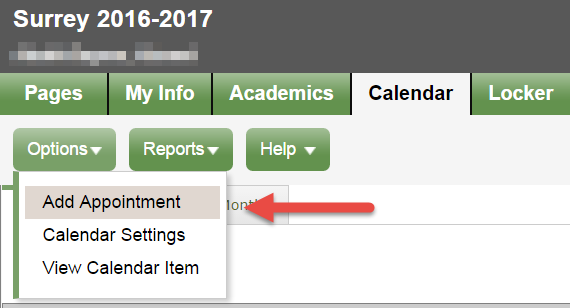 Surrey 2016-2017
Pages My Info Academics Calendar Locker
Options Reports Help
Add Appointment
Calendar Settings
View Calendar Item